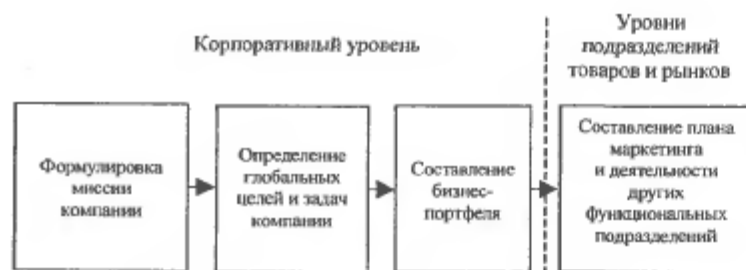 Корпоративный уровень
Уровни
подразделений
товаров и рынков
Формулировка
миссии
компании
Определение
глобальных
целей и задач
компании
Составление
бизнес-
портфеля
Составление плана
маркетинга
и деятельности
других
функциональных
подразделений